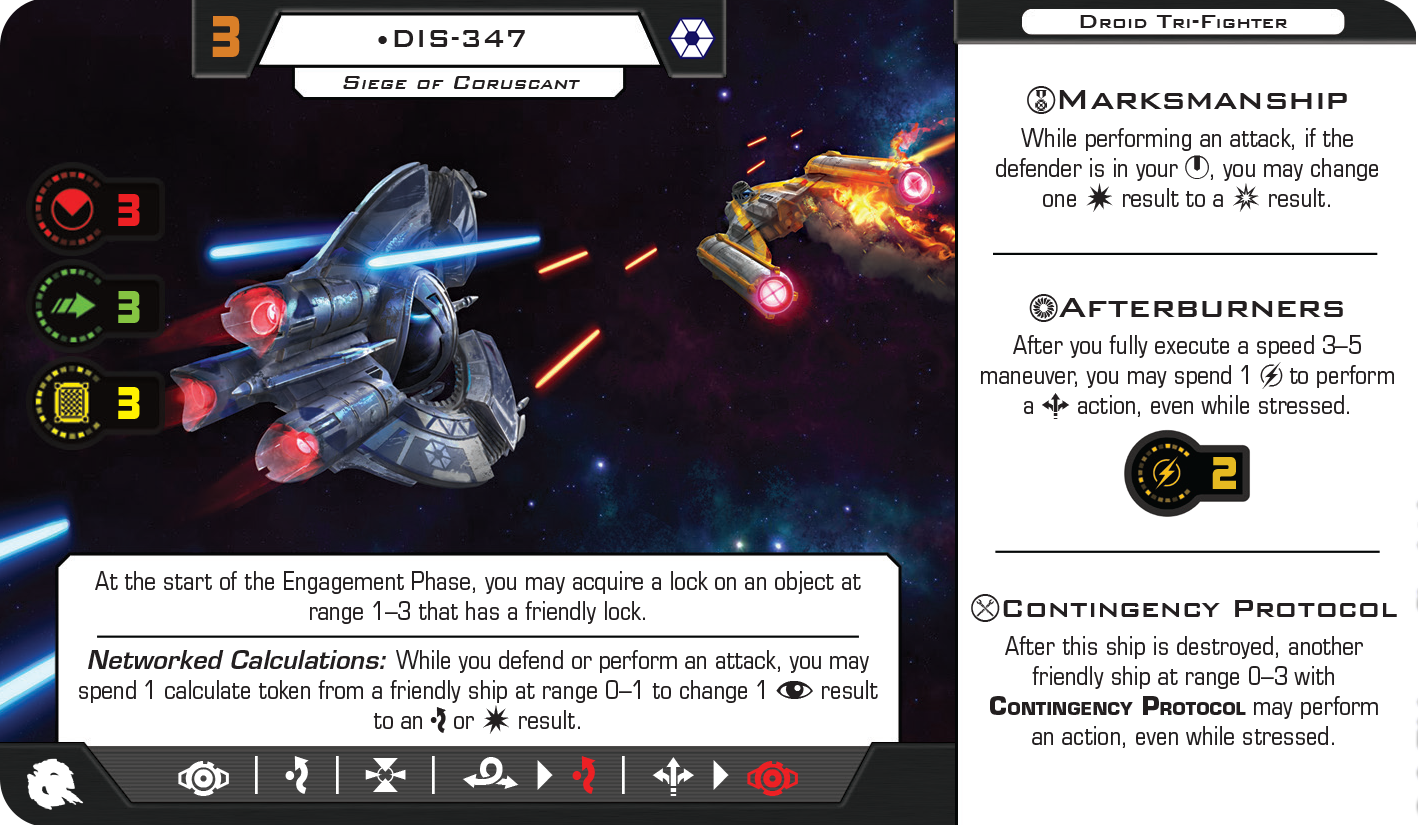 3
•DIS-347
Siege of Coruscant
3
3
3
At the start of the Engagement Phase, you may acquire a lock on an object at
range 1–3 that has a friendly lock.
Networked Calculations: While you defend or perform an attack, you may
spend 1 calculate token from a friendly ship at range 0–1 to change 1 result
to an or result.
Droid Tri-Fighter
Marksmanship
While performing an attack, if the
defender is in your , you may change
one result to a result.
Afterburners
After you fully execute a speed 3–5
maneuver, you may spend 1 to perform
a action, even while stressed.
2
Contingency Protocol
After this ship is destroyed, another
friendly ship at range 0–3 with
Contingency Protocol may perform
an action, even while stressed.